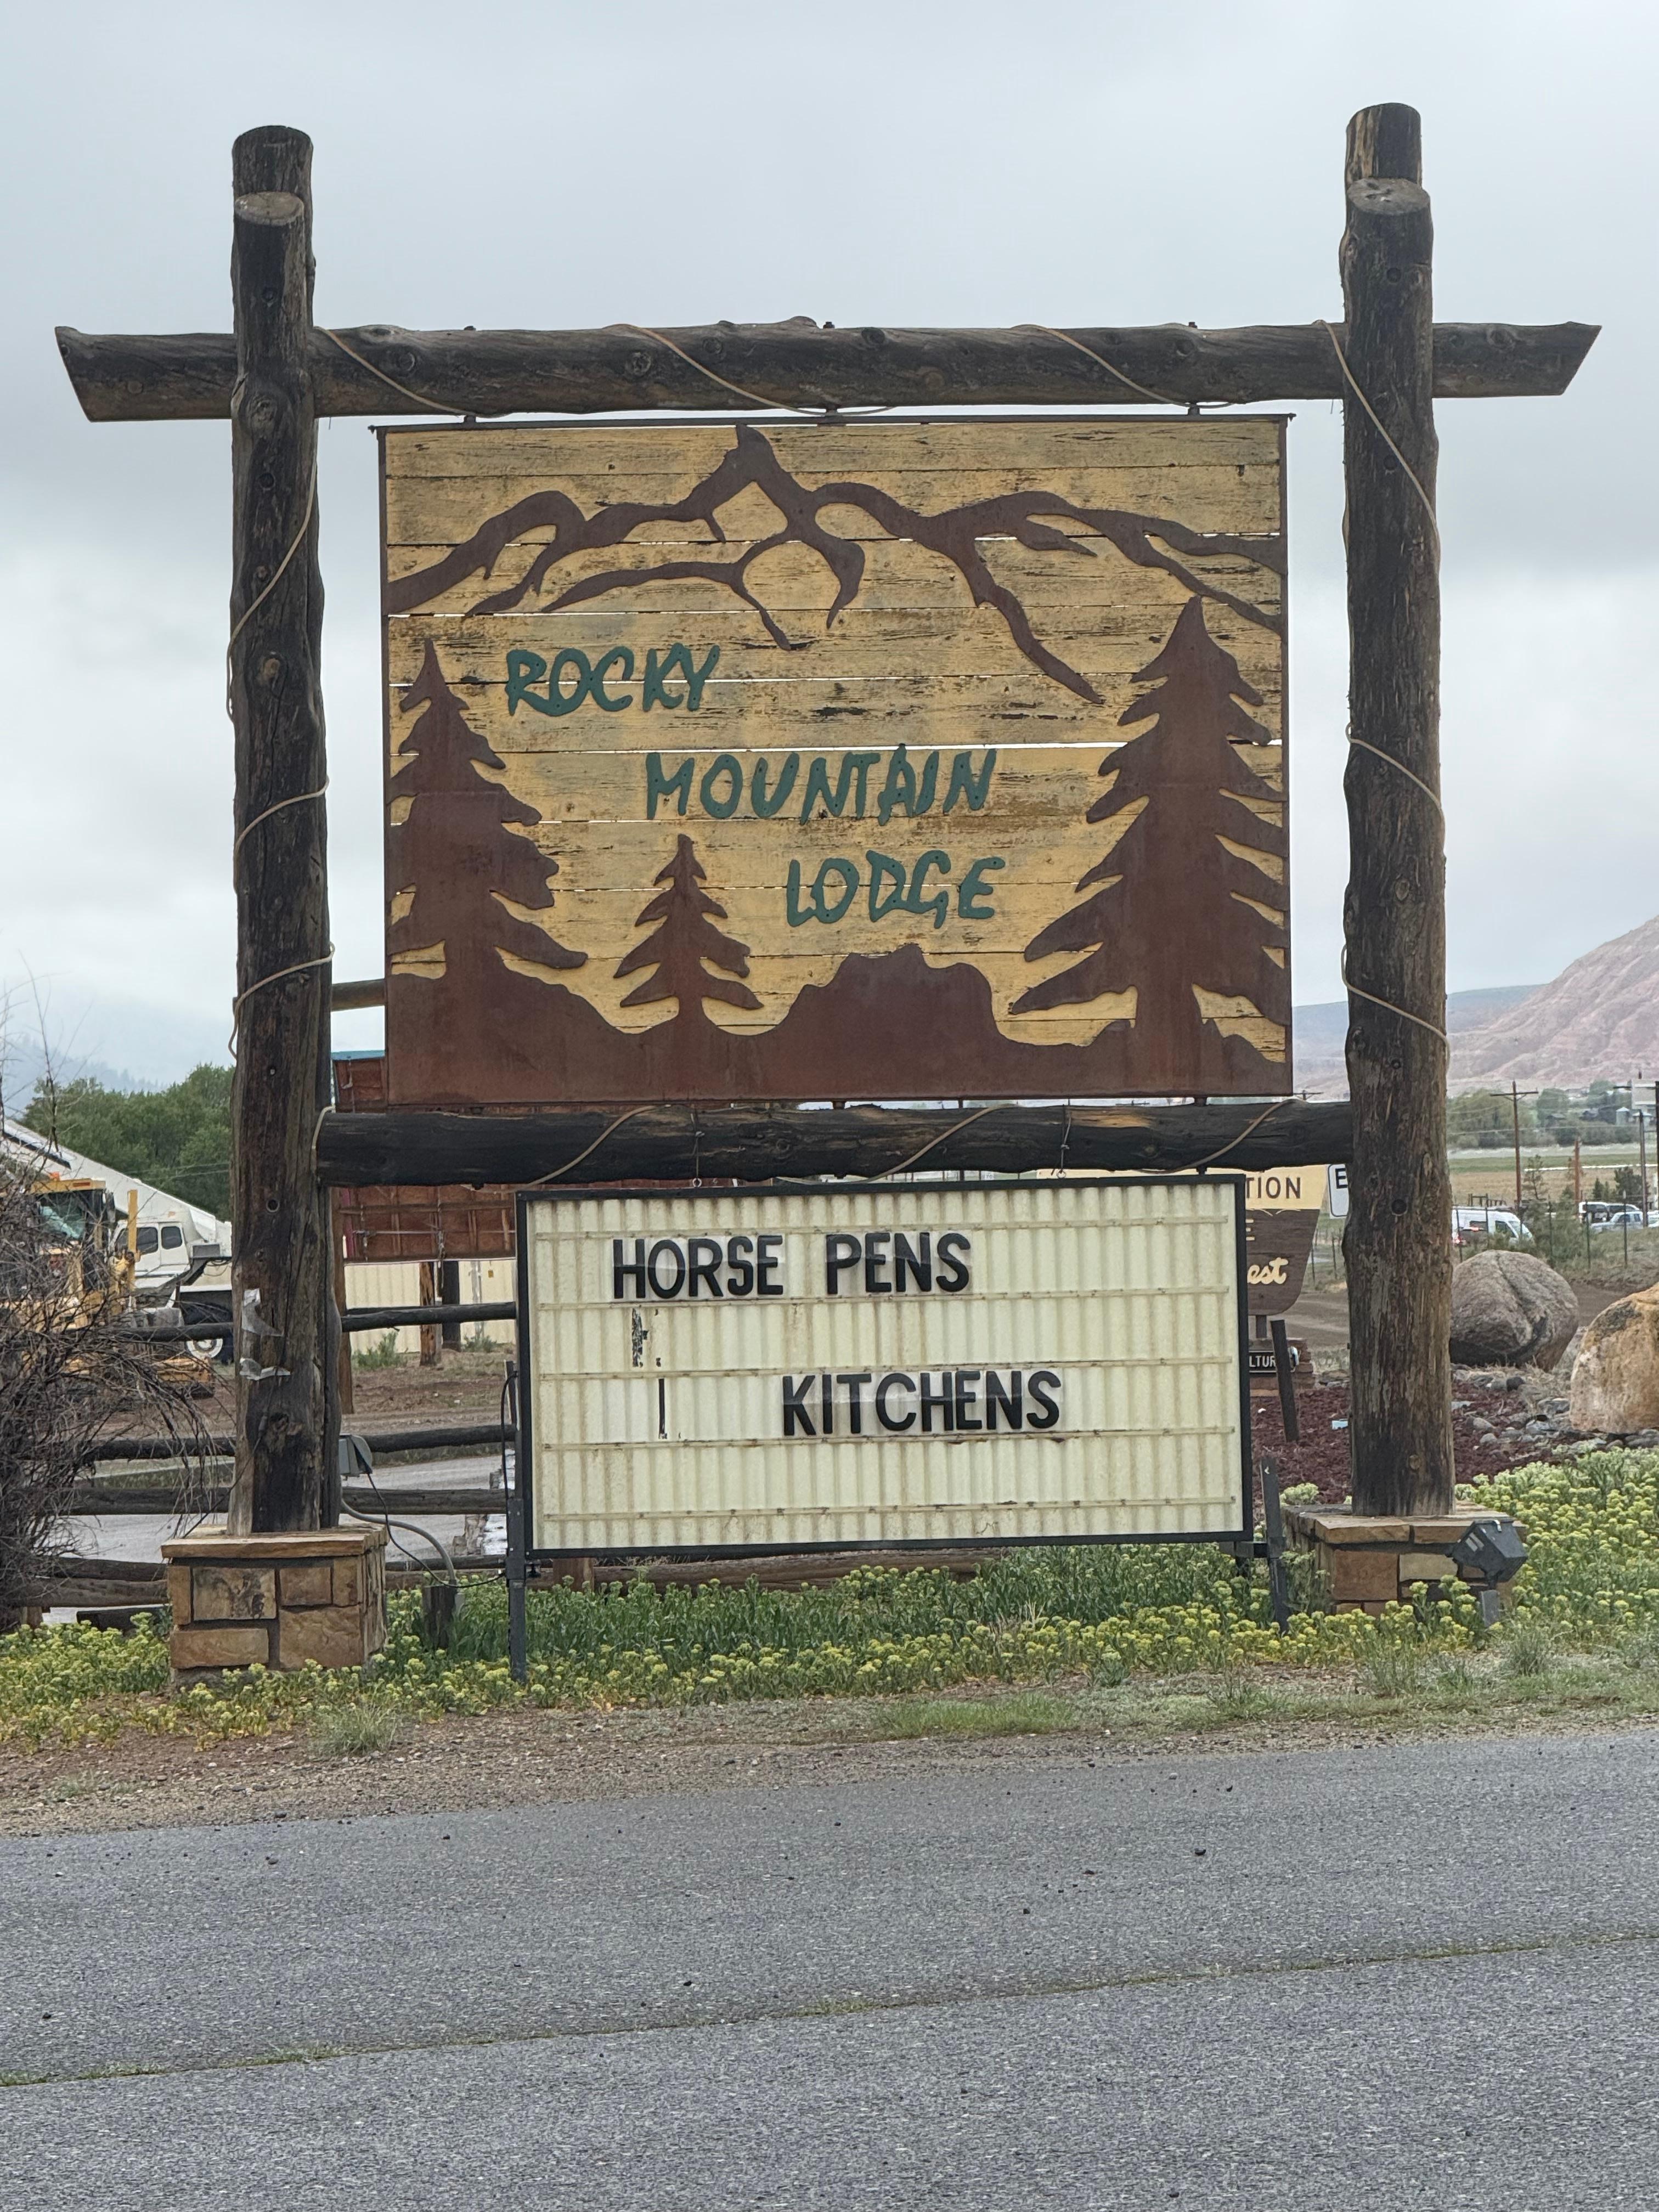 ROCKY
MOUNTAIN
LODGE
HORSE PENS
KITCHENS